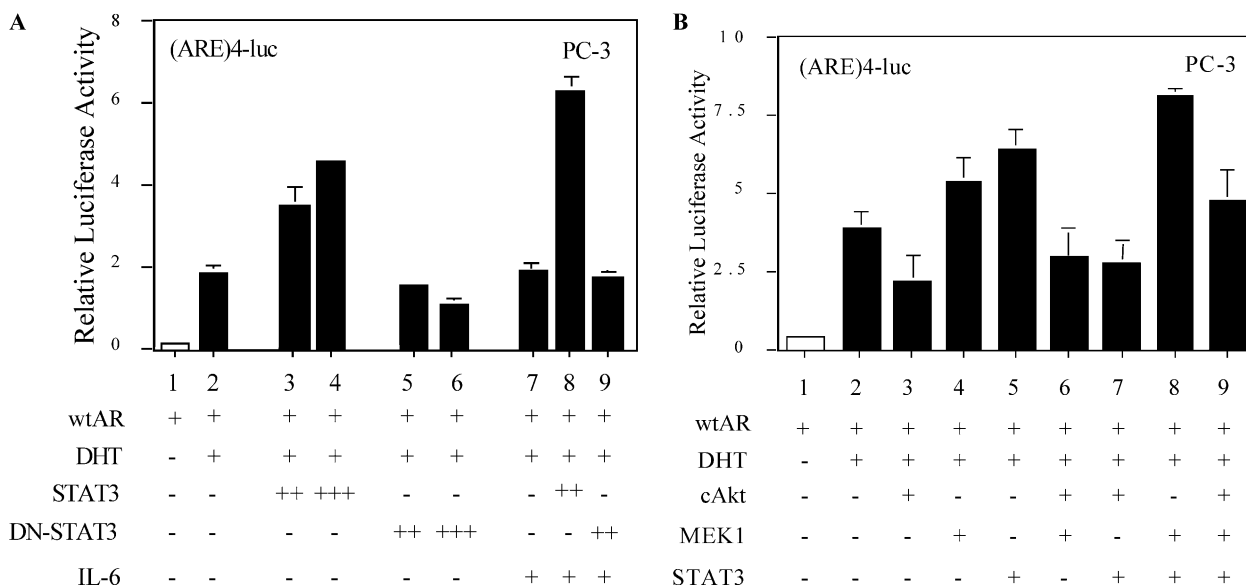 A
8
(ARE)4-luc
PC-3
6
4
2
0
Relative Luciferase Activity
1 2 3 4 5 6 7 8 9
wtAR + + + + + + + + +
DHT - + + + + + + + +
STAT3 - - ++ +++ - - - ++ -
DN-STAT3 - - - - ++ +++ - - ++
IL-6 - - - - - - + + +
B
10
(ARE)4-luc
PC-3
7.5
5
2.5
0
Relative Luciferase Activity
1 2 3 4 5 6 7 8 9
wtAR + + + + + + + + +
DHT - + + + + + + + +
cAkt - - + - - + + - +
MEK1 - - - + - + - + +
STAT3 - - - - + - + + +